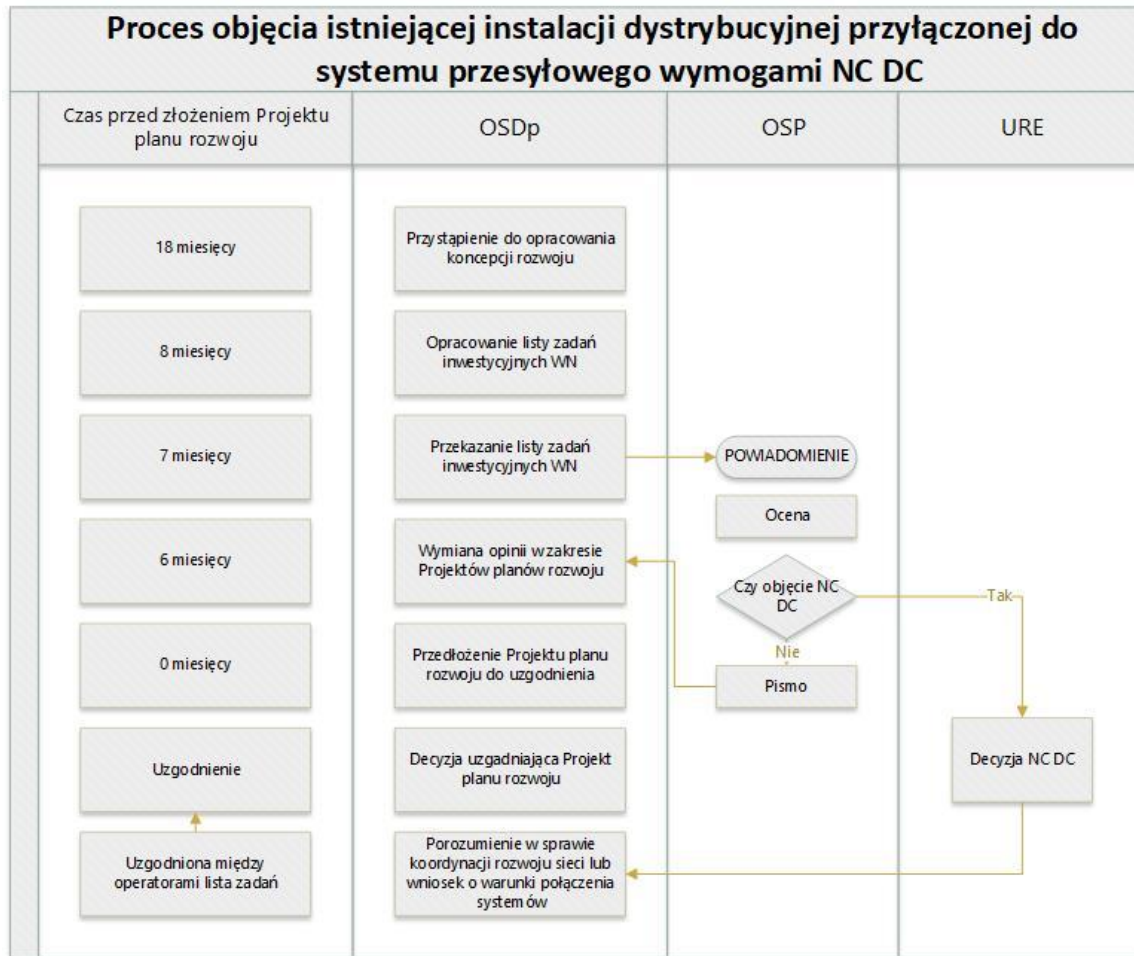 Proces objęcia istniejącej instalacji dystrybucyjnej przyłączonej do
systemu przesyłowego wymogami NC DC
Czas przed złożeniem Projektu
planu rozwoju
OSDp
OSP
URE
18 miesięcy
Przystąpienie do opracowania
koncepcji rozwoju
8 miesięcy
Opracowanie listy zadań
inwestycyjnych WN
7 miesięcy
Przekazanie listy zadań
inwestycyjnych WN
POWIADOMIENIE
Ocena
6 miesięcy
Wymiana opinii w zakresie
Projektów planów rozwoju
Czy objęcie NC
DC
Tak
Nie
0 miesięcy
Przedłożenie Projektu planu
rozwoju do uzgodnienia
Pismo
Uzgodnienie
Decyzja uzgadniająca Projekt
planu rozwoju
Decyzja NC DC
Uzgodniona między
operatorami lista zadań
Porozumienie w sprawie
koordynacji rozwoju sieci lub
wniosek o warunki połączenia
systemów